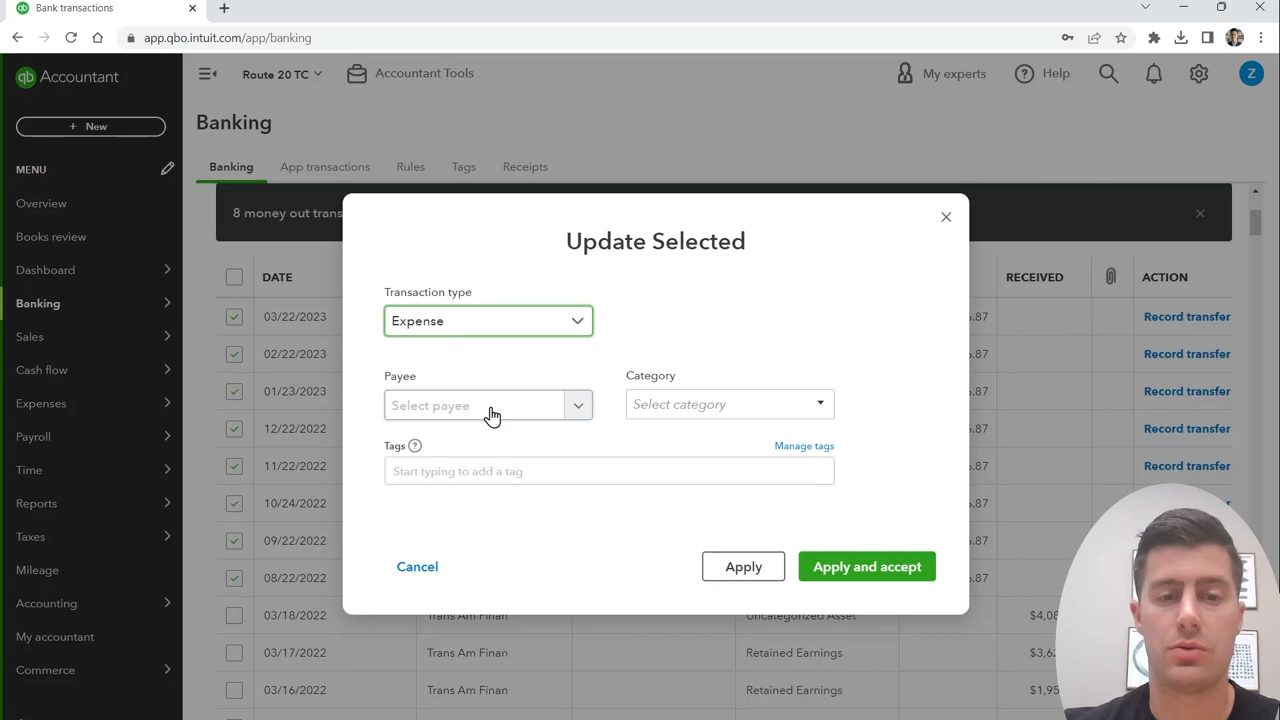 Bank transactions
app.qbo.intuit.com/app/banking
qb Accountant
Route 20 TC
Accountant Tools
My experts
Help
Z
+ New
Banking
MENU
Banking
App transactions
Rules
Tags
Receipts
Overview
8 money out trans
Books review
Update Selected
Dashboard
DATE
RECEIVED
ACTION
Transaction type
Banking
03/22/2023
Expense
.87
Record transfer
Sales
02/22/2023
.87
Record transfer
Cash flow
Payee
Category
01/23/2023
.87
Record transfer
Expenses
Select payee
Select category
12/22/2022
.87
Record transfer
Payroll
Tags ?
Manage tags
11/22/2022
.87
Record transfer
Time
Start typing to add a tag
Reports
10/24/2022
.87
Taxes
09/22/2022
.87
Mileage
Cancel
Apply
Apply and accept
08/22/2022
.87
Accounting
03/18/2022
Trans Am Finan
Uncategorized Asset
$4,08
My accountant
03/17/2022
Trans Am Finan
Retained Earnings
$3,62
Commerce
03/16/2022
Trans Am Finan
Retained Earnings
$1,95